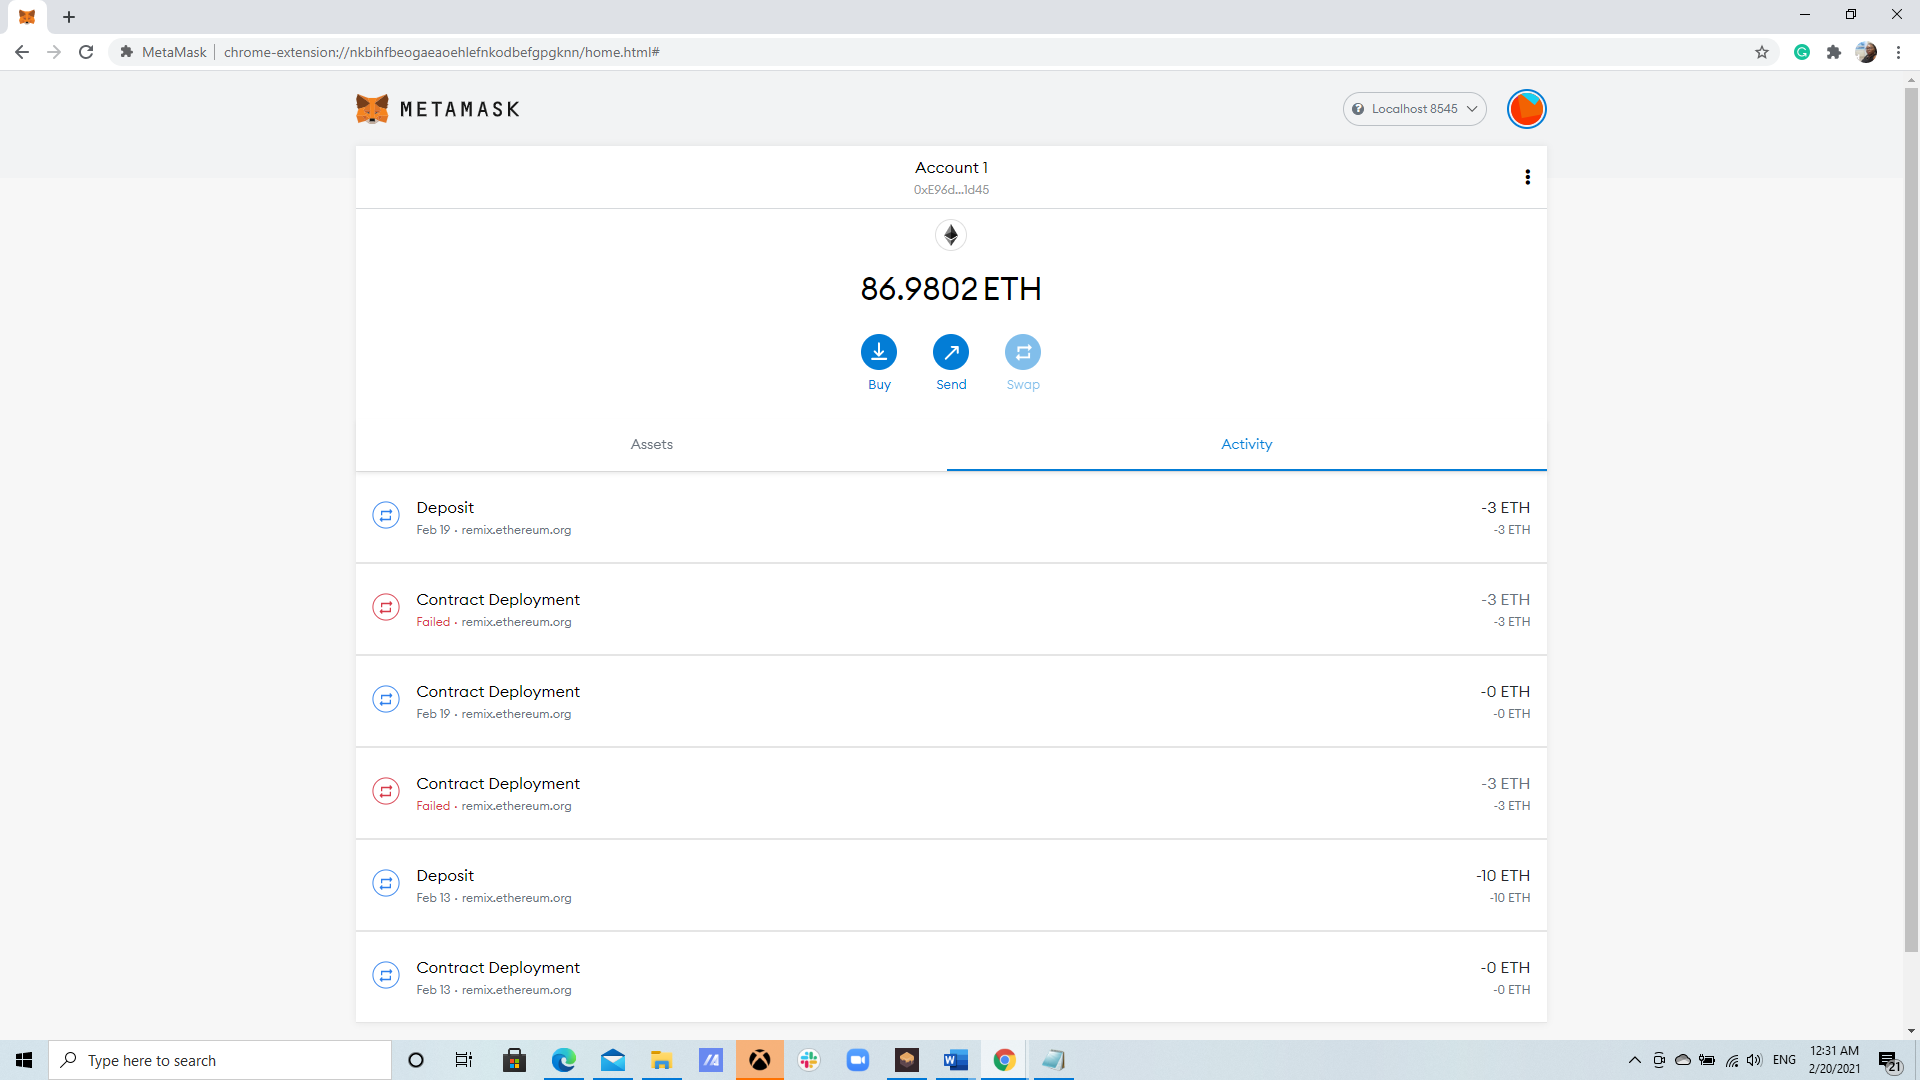 MetaMask
chrome-extension://nkbihfbeogaeaoehlefnkodbefgpgknn/home.html#
METAMASK
Localhost 8545
Account 1
0xE96d...1d45
86.9802 ETH
Buy
Send
Swap
Assets
Activity
Deposit
-3 ETH
Feb 19 · remix.ethereum.org
-3 ETH
Contract Deployment
-3 ETH
Failed · remix.ethereum.org
-3 ETH
Contract Deployment
-0 ETH
Feb 19 · remix.ethereum.org
-0 ETH
Contract Deployment
-3 ETH
Failed · remix.ethereum.org
-3 ETH
Deposit
-10 ETH
Feb 13 · remix.ethereum.org
-10 ETH
Contract Deployment
-0 ETH
Feb 13 · remix.ethereum.org
-0 ETH
Type here to search
ENG
12:31 AM
2/20/2021
21